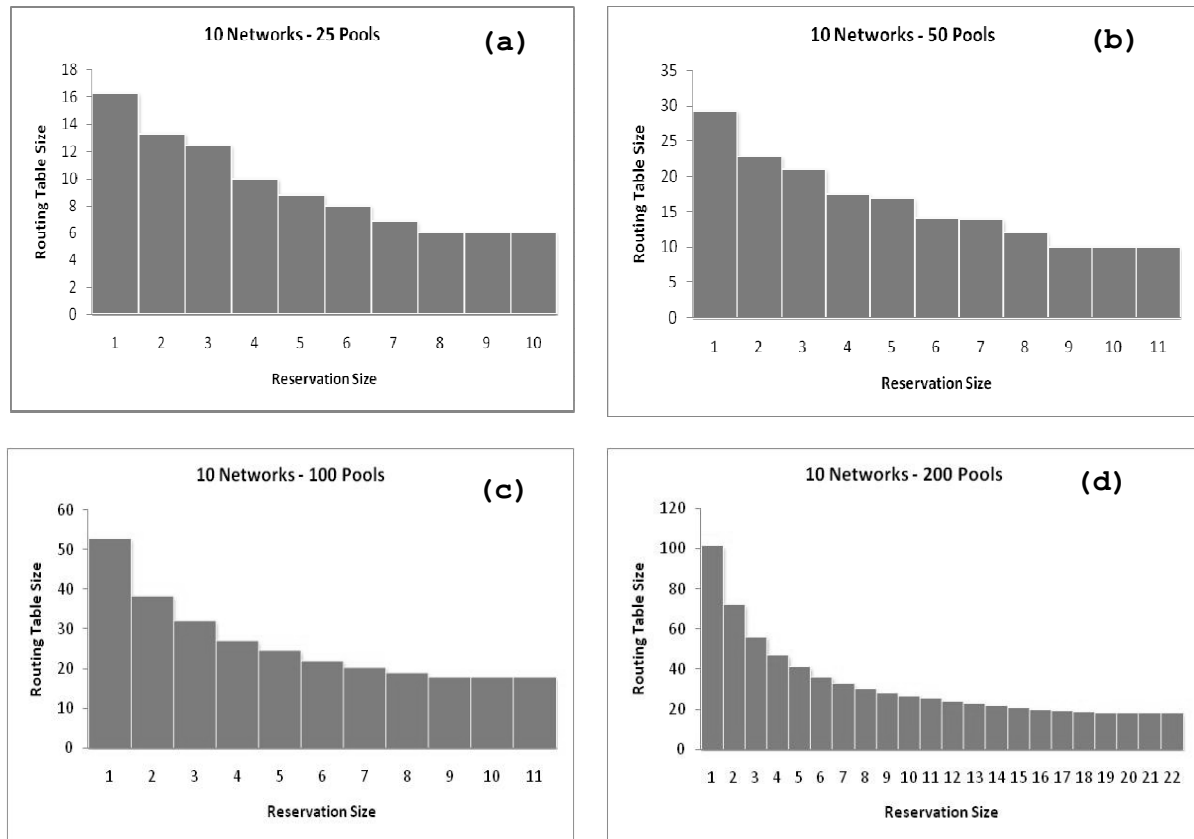 10 Networks - 25 Pools
(a)
18
16
14
12
10
8
6
4
2
0
Routing Table Size
1 2 3 4 5 6 7 8 9 10
Reservation Size
10 Networks - 50 Pools
(b)
35
30
25
20
15
10
5
0
Routing Table Size
1 2 3 4 5 6 7 8 9 10 11
Reservation Size
10 Networks - 100 Pools
(c)
60
50
40
30
20
10
0
Routing Table Size
1 2 3 4 5 6 7 8 9 10 11
Reservation Size
10 Networks - 200 Pools
(d)
120
100
80
60
40
20
0
Routing Table Size
1 2 3 4 5 6 7 8 9 10 11 12 13 14 15 16 17 18 19 20 21 22
Reservation Size